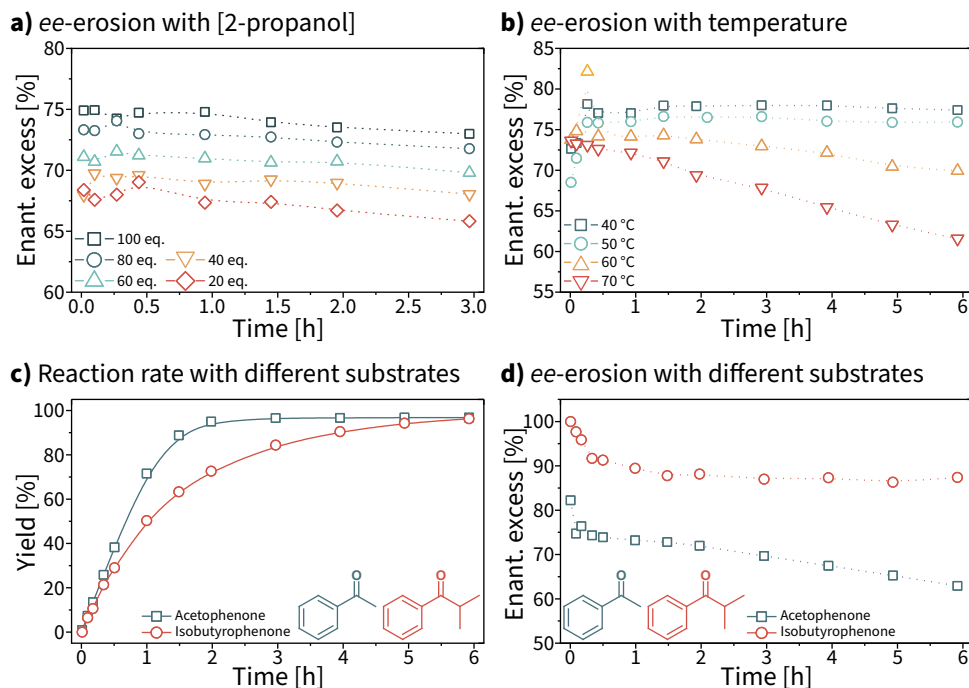 a) ee-erosion with [2-propanol]
80
75
70
65
60
Enant. excess [%]
100 eq.
80 eq.
60 eq.
40 eq.
20 eq.
0.0 0.5 1.0 1.5 2.0 2.5 3.0
Time [h]
b) ee-erosion with temperature
85
80
75
70
65
60
55
Enant. excess [%]
40 °C
50 °C
60 °C
70 °C
0 1 2 3 4 5 6
Time [h]
c) Reaction rate with different substrates
100
80
60
40
20
0
Yield [%]
O
O
Acetophenone
Isobutyrophenone
0 1 2 3 4 5 6
Time [h]
d) ee-erosion with different substrates
100
90
80
70
60
50
Enant. excess [%]
O
O
Acetophenone
Isobutyrophenone
0 1 2 3 4 5 6
Time [h]